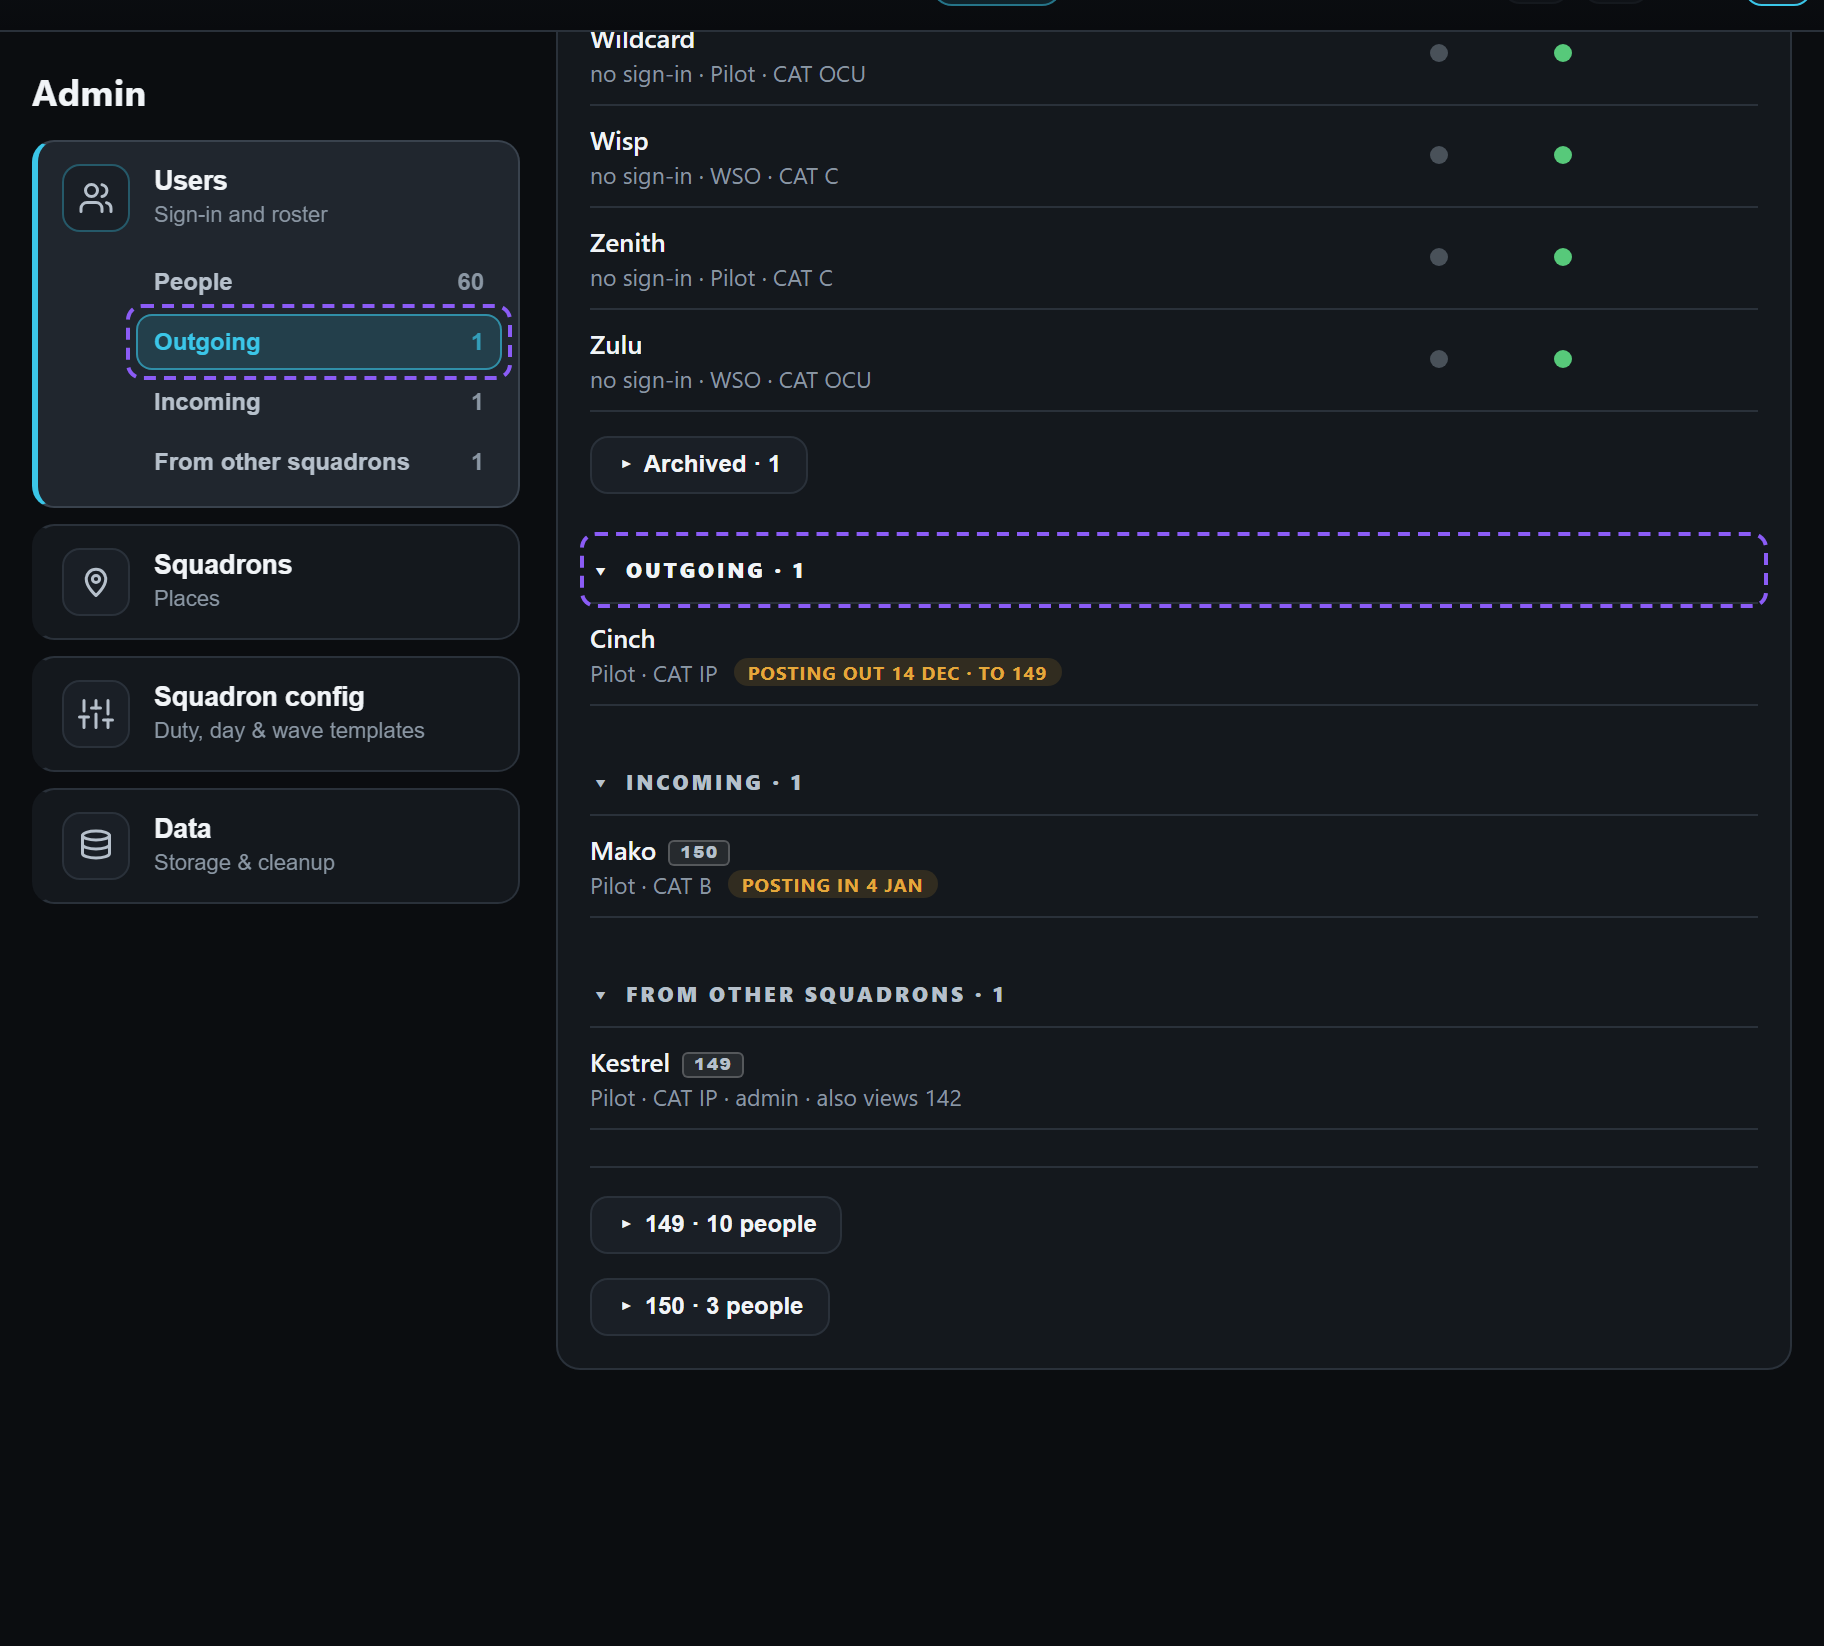 Admin
Users
Sign-in and roster
People 60
Outgoing 1
Incoming 1
From other squadrons 1
Squadrons
Places
Squadron config
Duty, day & wave templates
Data
Storage & cleanup
Wildcard
no sign-in · Pilot · CAT OCU
Wisp
no sign-in · WSO · CAT C
Zenith
no sign-in · Pilot · CAT C
Zulu
no sign-in · WSO · CAT OCU
▸ Archived · 1
▾ OUTGOING · 1
Cinch
Pilot · CAT IP POSTING OUT 14 DEC · TO 149
▾ INCOMING · 1
Mako 150
Pilot · CAT B POSTING IN 4 JAN
▾ FROM OTHER SQUADRONS · 1
Kestrel 149
Pilot · CAT IP · admin · also views 142
▸ 149 · 10 people
▸ 150 · 3 people